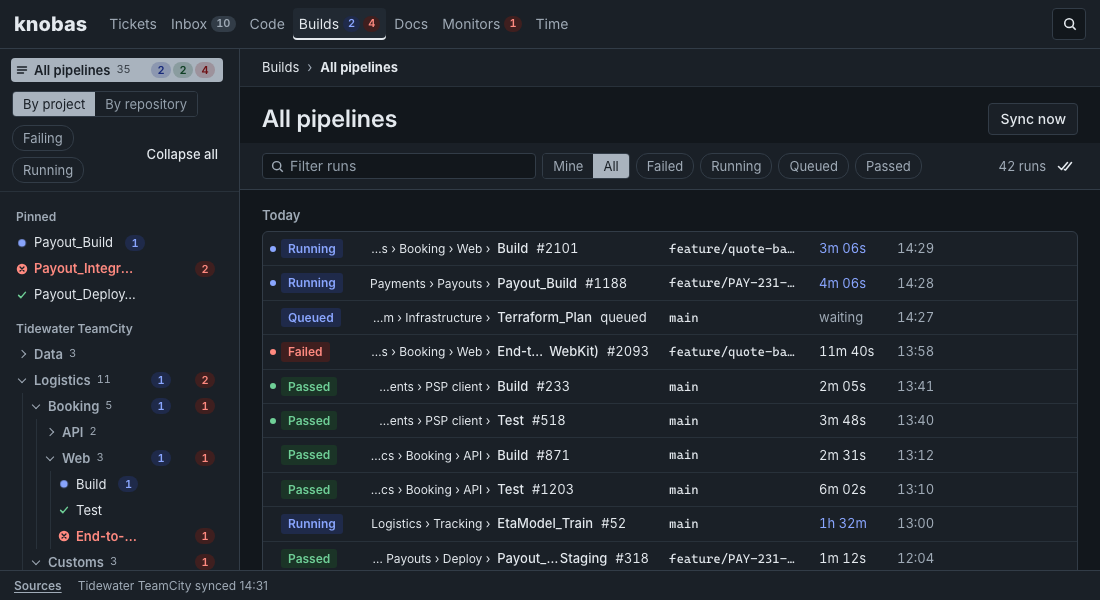 knobas Tickets Inbox 10 Code Builds 2 4 Docs Monitors 1 Time
All pipelines 35 2 2 4
By project By repository
Failing
Running
Collapse all
Pinned
Payout_Build 1
Payout_Integr... 2
Payout_Deploy...
Tidewater TeamCity
Data 3
Logistics 11 1 2
Booking 5 1 1
API 2
Web 3 1 1
Build 1
Test
End-to-... 1
Customs 3 1
Builds › All pipelines
All pipelines
Sync now
Filter runs Mine All Failed Running Queued Passed 42 runs
Today
Running ...s › Booking › Web › Build #2101 feature/quote-ba... 3m 06s 14:29
Running Payments › Payouts › Payout_Build #1188 feature/PAY-231-... 4m 06s 14:28
Queued ...m › Infrastructure › Terraform_Plan queued main waiting 14:27
Failed ...s › Booking › Web › End-t... WebKit) #2093 feature/quote-ba... 11m 40s 13:58
Passed ...ents › PSP client › Build #233 main 2m 05s 13:41
Passed ...ents › PSP client › Test #518 main 3m 48s 13:40
Passed ...cs › Booking › API › Build #871 main 2m 31s 13:12
Passed ...cs › Booking › API › Test #1203 main 6m 02s 13:10
Running Logistics › Tracking › EtaModel_Train #52 main 1h 32m 13:00
Passed ... Payouts › Deploy › Payout_...Staging #318 feature/PAY-231-... 1m 12s 12:04
Sources Tidewater TeamCity synced 14:31